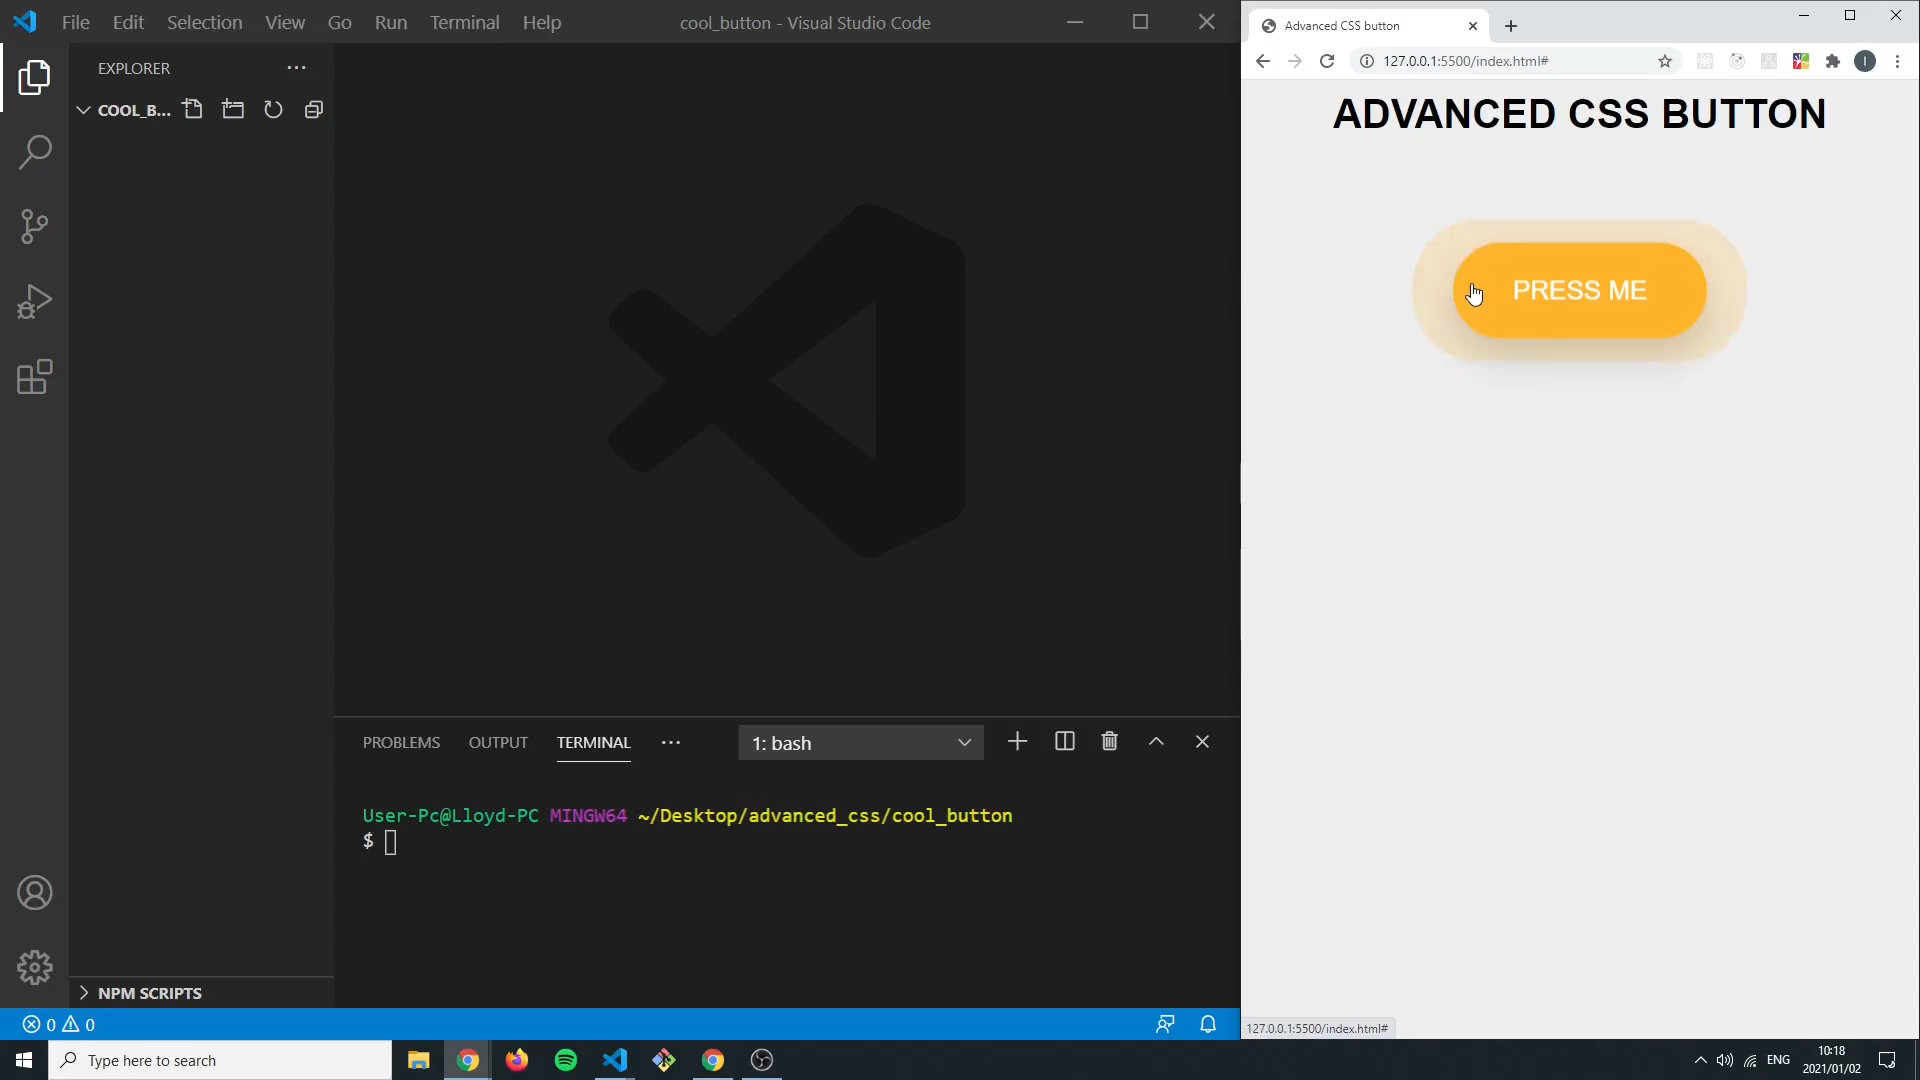 File Edit Selection View Go Run Terminal Help
cool_button - Visual Studio Code
EXPLORER
COOL_B...
NPM SCRIPTS
PROBLEMS OUTPUT TERMINAL
1: bash
User-Pc@Lloyd-PC MINGW64 ~/Desktop/advanced_css/cool_button
$
0 0
Advanced CSS button
127.0.0.1:5500/index.html#
I
ADVANCED CSS BUTTON
PRESS ME
127.0.0.1:5500/index.html#
Type here to search
ENG
10:18
2021/01/02